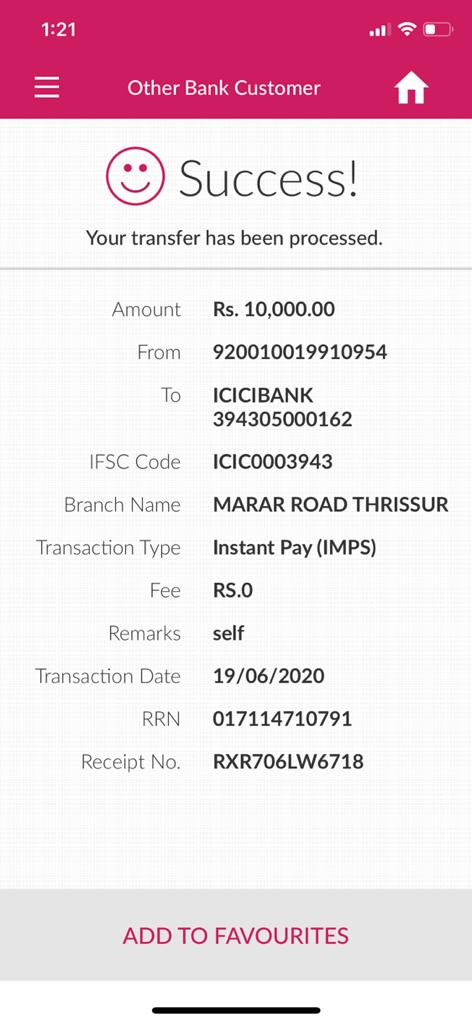 1:21
Other Bank Customer
Success!
Your transfer has been processed.
Amount Rs. 10,000.00
From 920010019910954
To ICICIBANK
394305000162
IFSC Code ICIC0003943
Branch Name MARAR ROAD THRISSUR
Transaction Type Instant Pay (IMPS)
Fee RS.0
Remarks self
Transaction Date 19/06/2020
RRN 017114710791
Receipt No. RXR706LW6718
ADD TO FAVOURITES